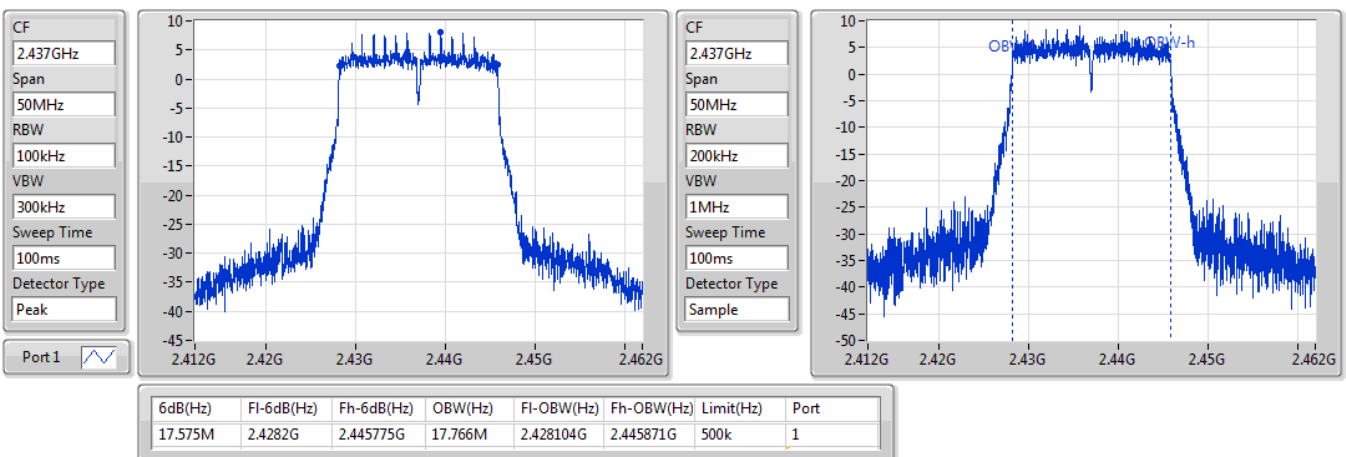 CF
2.437GHz
Span
50MHz
RBW
100kHz
VBW
300kHz
Sweep Time
100ms
Detector Type
Peak
Port 1
10
5
0
-5
-10
-15
-20
-25
-30
-35
-40
-45
2.412G 2.42G 2.43G 2.44G 2.45G 2.462G
CF
2.437GHz
Span
50MHz
RBW
200kHz
VBW
1MHz
Sweep Time
100ms
Detector Type
Sample
10
5
0
-5
-10
-15
-20
-25
-30
-35
-40
-45
-50
OBW-h
2.412G 2.42G 2.43G 2.44G 2.45G 2.462G
6dB(Hz) Fl-6dB(Hz) Fh-6dB(Hz) OBW(Hz) Fl-OBW(Hz) Fh-OBW(Hz) Limit(Hz) Port
17.575M 2.4282G 2.445775G 17.766M 2.428104G 2.445871G 500k 1